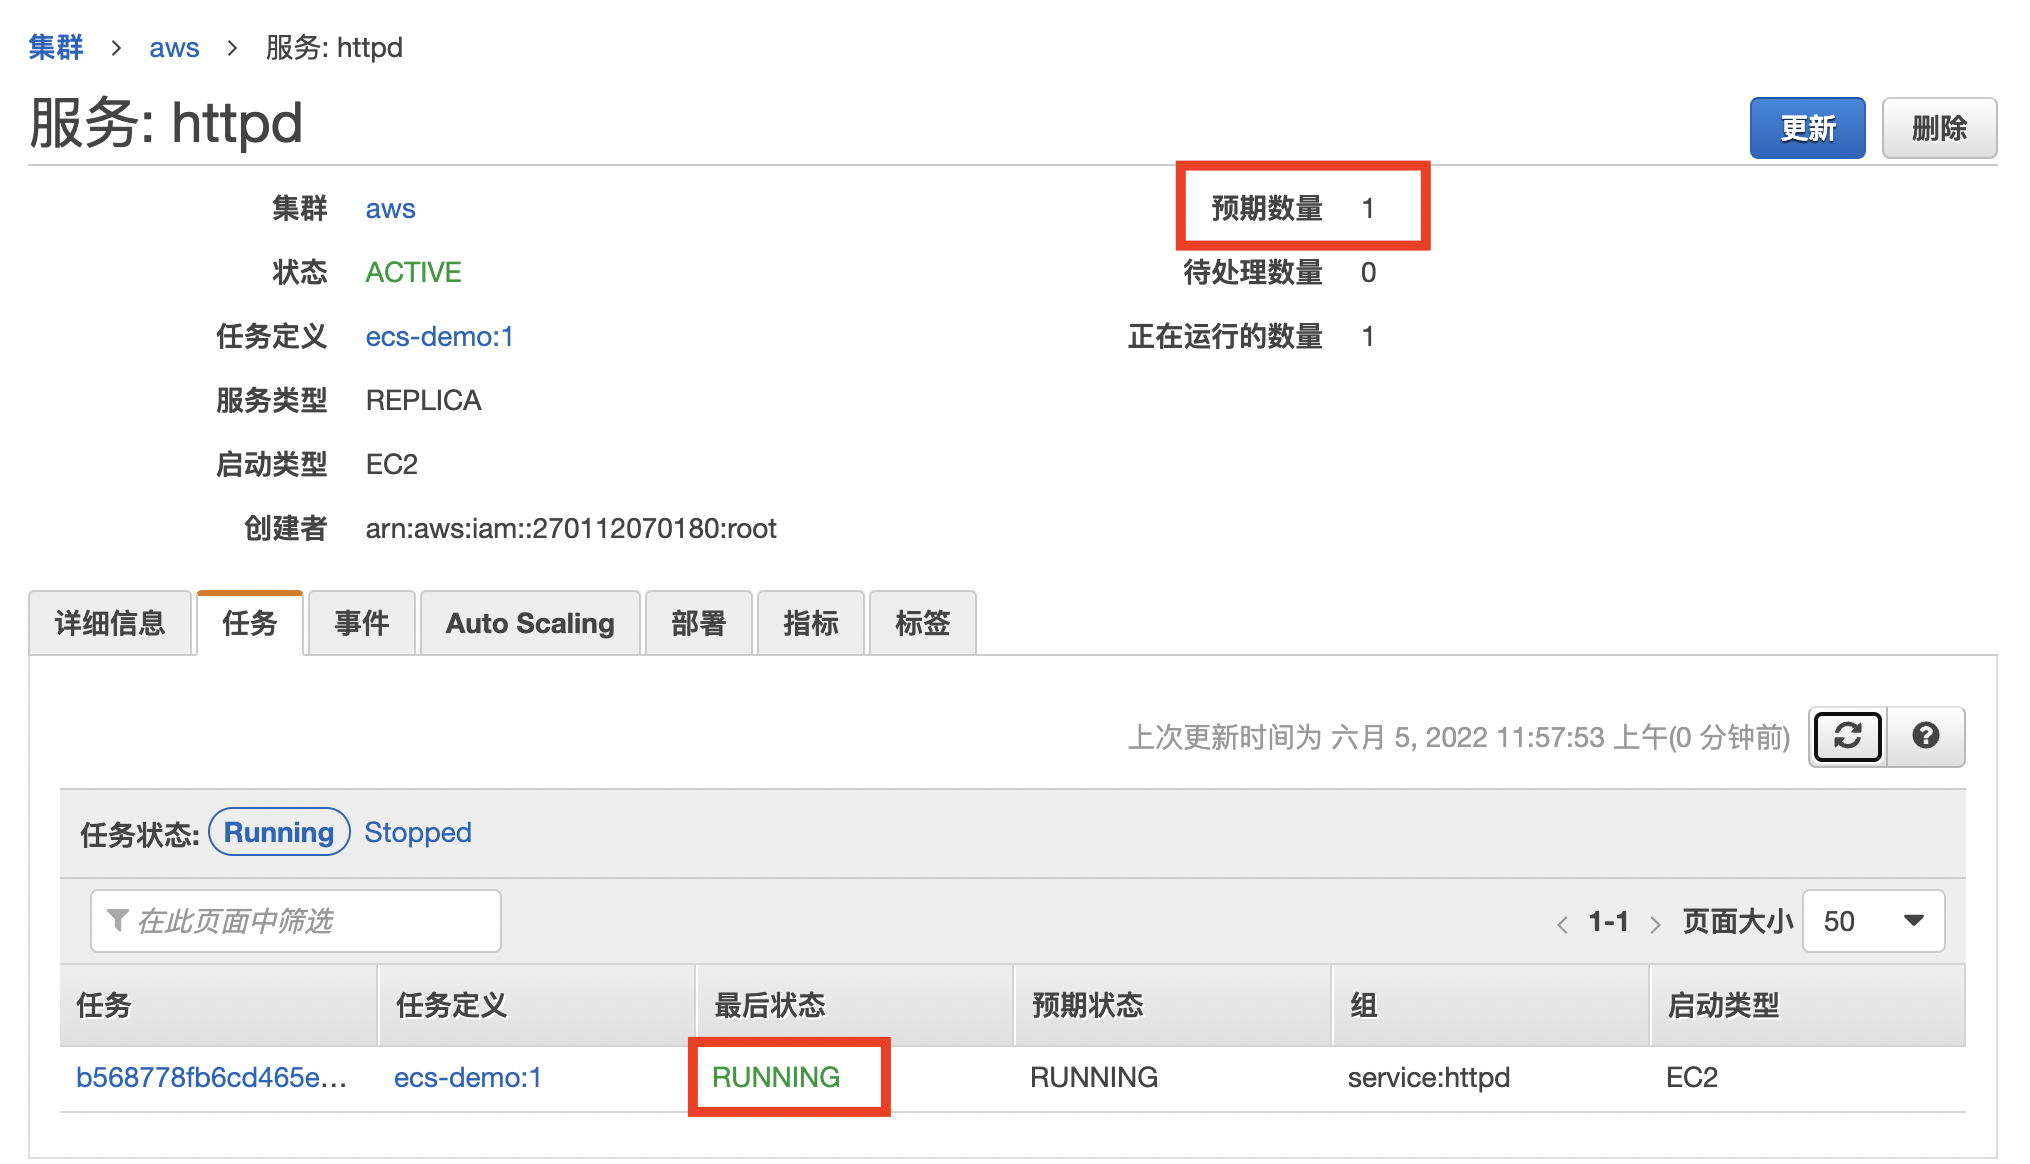 集群 > aws > 服务: httpd
服务: httpd
更新 删除
集群 aws
预期数量 1
状态 ACTIVE
待处理数量 0
任务定义 ecs-demo:1
正在运行的数量 1
服务类型 REPLICA
启动类型 EC2
创建者 arn:aws:iam::270112070180:root
详细信息 任务 事件 Auto Scaling 部署 指标 标签
上次更新时间为 六月 5, 2022 11:57:53 上午(0 分钟前)
任务状态: Running Stopped
在此页面中筛选
< 1-1 > 页面大小 50
任务 任务定义 最后状态 预期状态 组 启动类型
b568778fb6cd465e... ecs-demo:1 RUNNING RUNNING service:httpd EC2